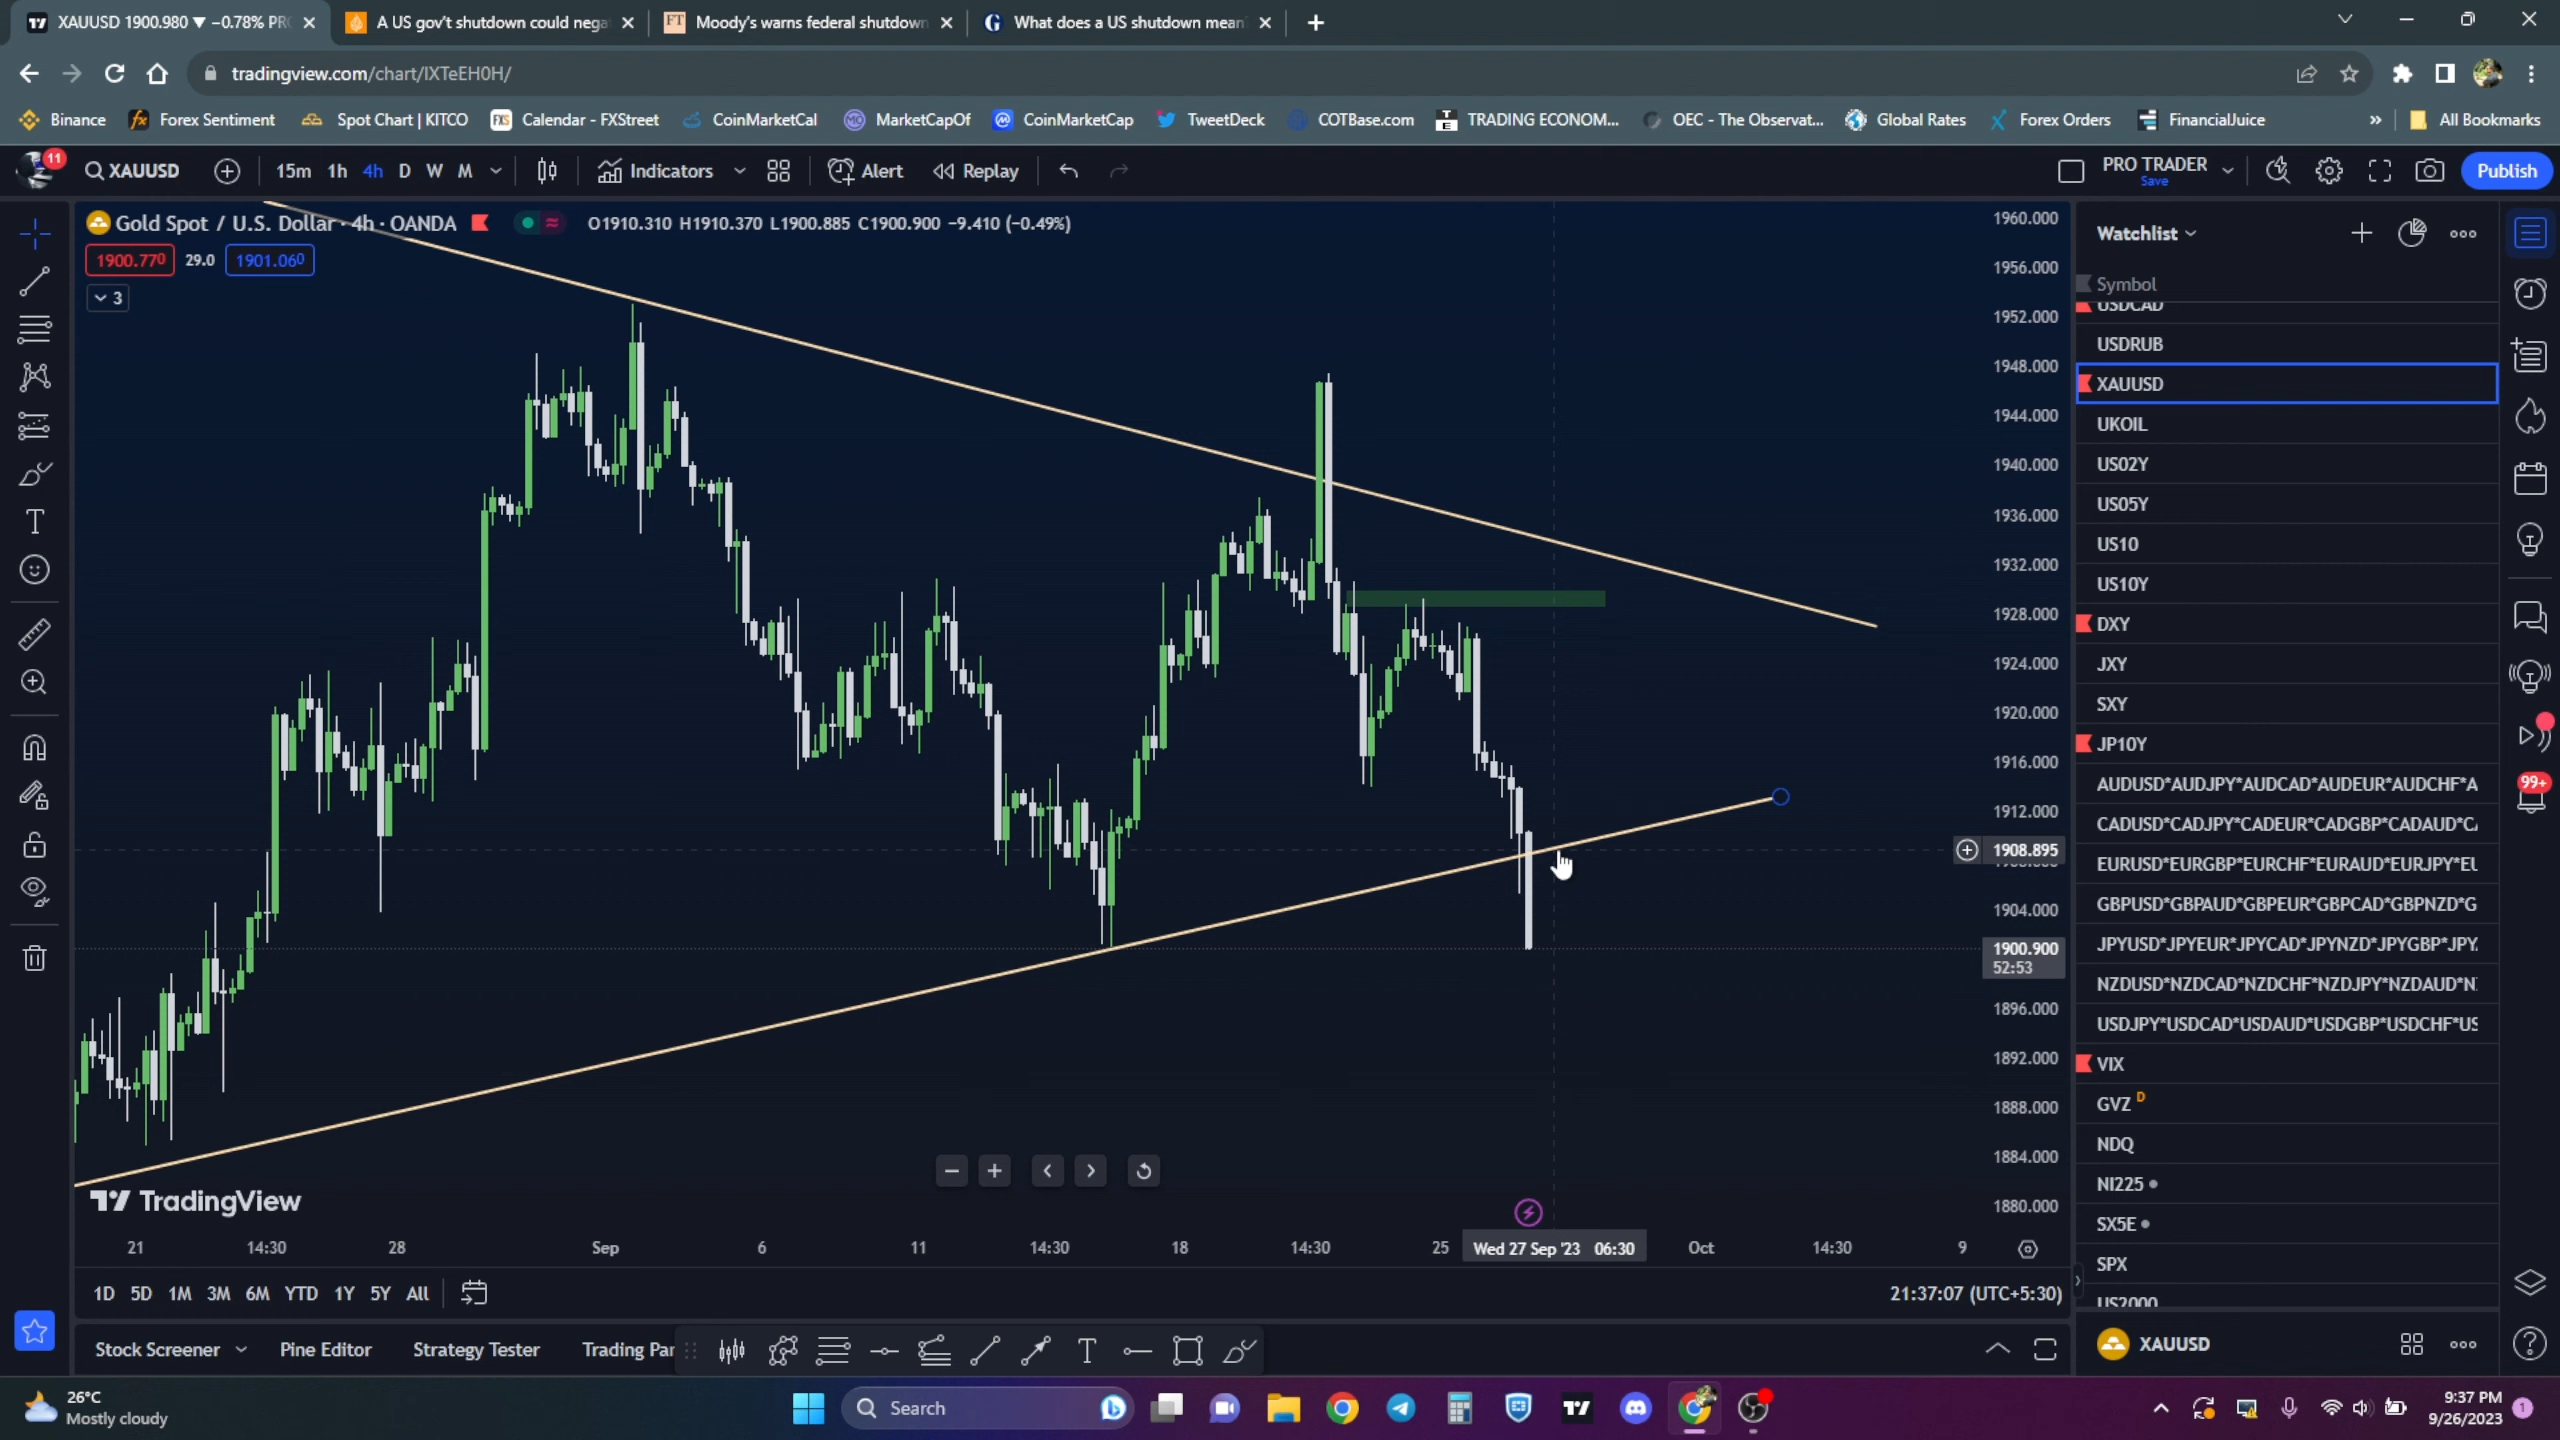 XAUUSD 1900.980 ▼ −0.78% PR
A US gov't shutdown could nega
Moody's warns federal shutdown
What does a US shutdown mean
tradingview.com/chart/IXTeEH0H/
Binance
Forex Sentiment
Spot Chart | KITCO
Calendar - FXStreet
CoinMarketCal
MarketCapOf
CoinMarketCap
TweetDeck
COTBase.com
TRADING ECONOM...
OEC - The Observat...
Global Rates
Forex Orders
FinancialJuice
»
All Bookmarks
11
XAUUSD
15m 1h 4h D W M
Indicators
Alert
Replay
PRO TRADER
Save
Publish
Gold Spot / U.S. Dollar · 4h · OANDA
O1910.310 H1910.370 L1900.885 C1900.900 −9.410 (−0.49%)
1900.770 29.0 1901.060
3
1960.000
1956.000
1952.000
1948.000
1944.000
1940.000
1936.000
1932.000
1928.000
1924.000
1920.000
1916.000
1912.000
1908.895
1904.000
1900.900
52:53
1896.000
1892.000
1888.000
1884.000
1880.000
TradingView
21 14:30 28 Sep 6 11 14:30 18 14:30 25 Wed 27 Sep '23 06:30 Oct 14:30 9
1D 5D 1M 3M 6M YTD 1Y 5Y All
21:37:07 (UTC+5:30)
Stock Screener Pine Editor Strategy Tester Trading Par
Watchlist
Symbol
USDCAD
USDRUB
XAUUSD
UKOIL
US02Y
US05Y
US10
US10Y
DXY
JXY
SXY
JP10Y
AUDUSD*AUDJPY*AUDCAD*AUDEUR*AUDCHF*A
CADUSD*CADJPY*CADEUR*CADGBP*CADAUD*C
EURUSD*EURGBP*EURCHF*EURAUD*EURJPY*EU
GBPUSD*GBPAUD*GBPEUR*GBPCAD*GBPNZD*G
JPYUSD*JPYEUR*JPYCAD*JPYNZD*JPYGBP*JPY
NZDUSD*NZDCAD*NZDCHF*NZDJPY*NZDAUD*N
USDJPY*USDCAD*USDAUD*USDGBP*USDCHF*US
VIX
GVZ D
NDQ
NI225
SX5E
SPX
US2000
XAUUSD
99+
26°C
Mostly cloudy
Search
9:37 PM
9/26/2023
1